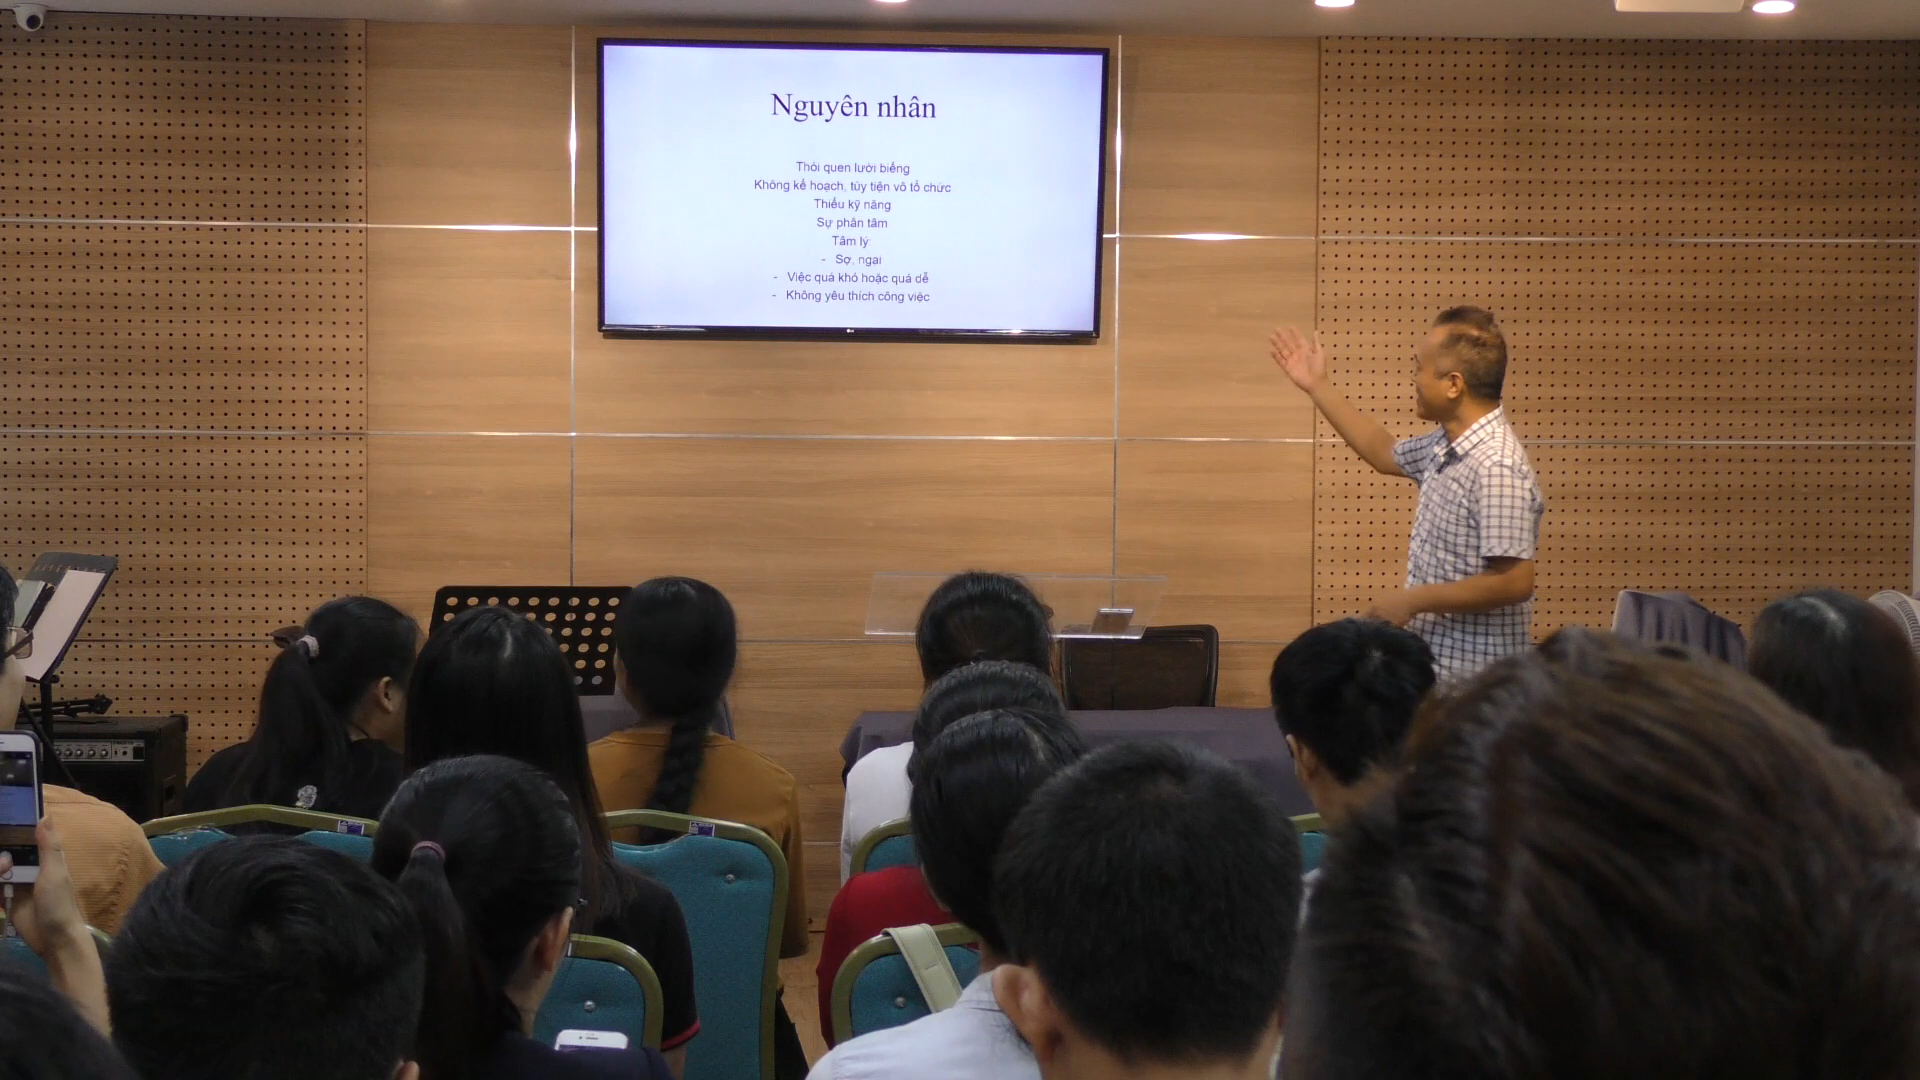 Nguyên nhân
Thói quen lười biếng
Không kế hoạch, tùy tiện vô tổ chức
Thiếu kỹ năng
Sự phân tâm
Tâm lý:
- Sợ, ngại
- Việc quá khó hoặc quá dễ
- Không yêu thích công việc
LG